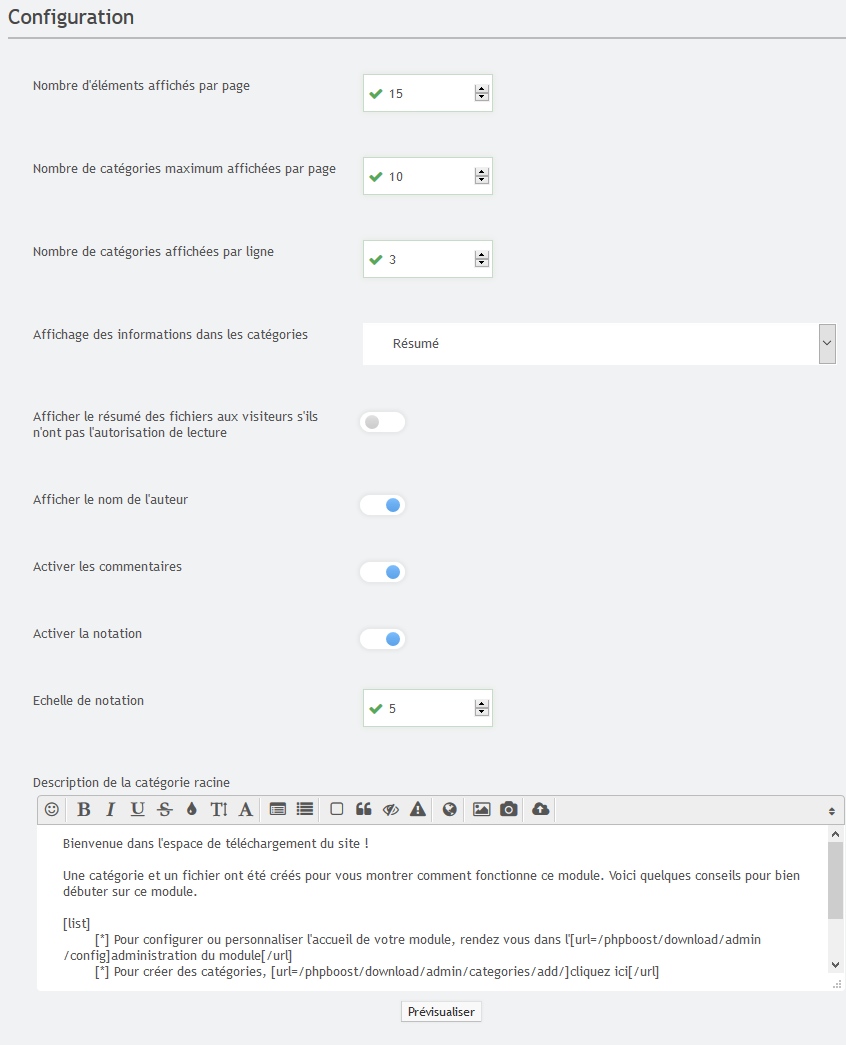 Configuration
Nombre d'éléments affichés par page
15
Nombre de catégories maximum affichées par page
10
Nombre de catégories affichées par ligne
3
Affichage des informations dans les catégories
Résumé
Afficher le résumé des fichiers aux visiteurs s'ils
n'ont pas l'autorisation de lecture
Afficher le nom de l'auteur
Activer les commentaires
Activer la notation
Echelle de notation
5
Description de la catégorie racine
B I U S T A
Bienvenue dans l'espace de téléchargement du site !
Une catégorie et un fichier ont été créés pour vous montrer comment fonctionne ce module. Voici quelques conseils pour bien
débuter sur ce module.
[list]
[*] Pour configurer ou personnaliser l'accueil de votre module, rendez vous dans l'[url=/phpboost/download/admin
/config]administration du module[/url]
[*] Pour créer des catégories, [url=/phpboost/download/admin/categories/add/]cliquez ici[/url]
Prévisualiser